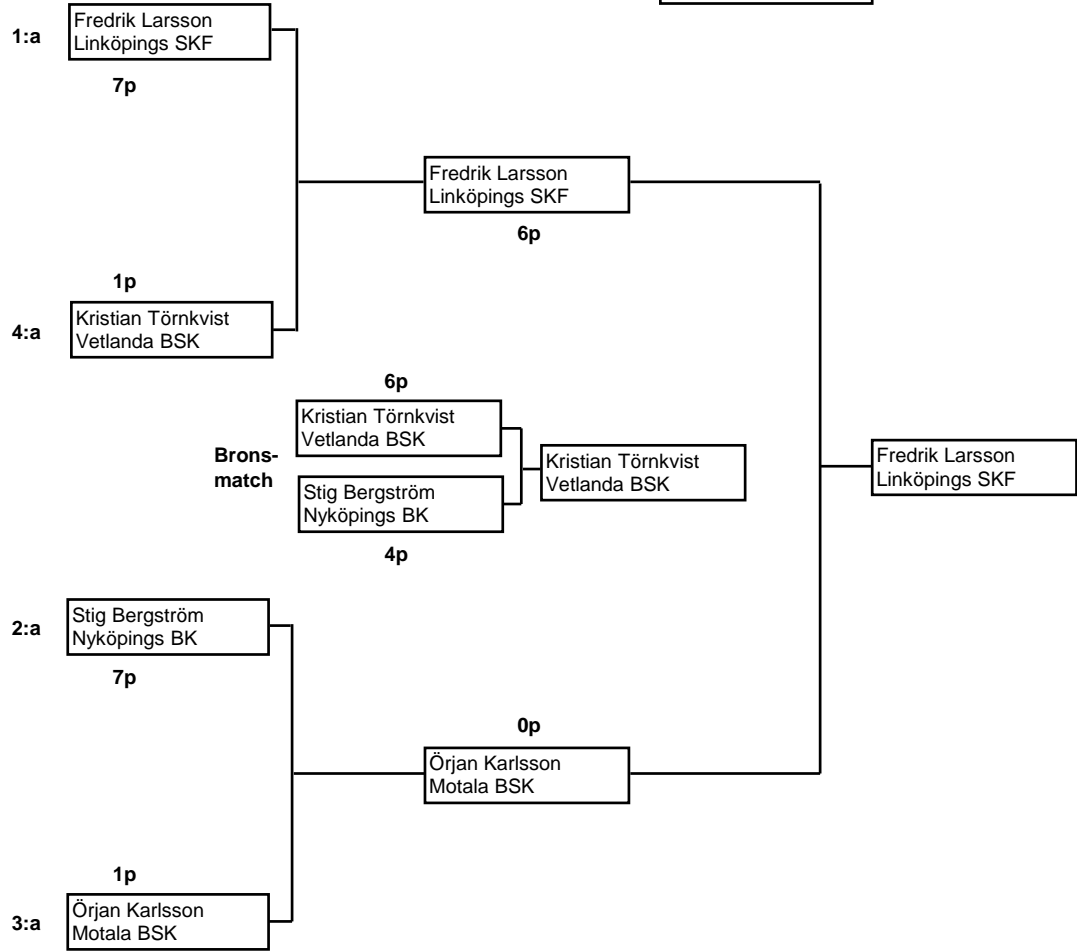 1:a
Fredrik Larsson
Linköpings SKF
7p
Fredrik Larsson
Linköpings SKF
6p
1p
4:a
Kristian Törnkvist
Vetlanda BSK
6p
Kristian Törnkvist
Vetlanda BSK
Brons-
match
Stig Bergström
Nyköpings BK
4p
Kristian Törnkvist
Vetlanda BSK
Fredrik Larsson
Linköpings SKF
2:a
Stig Bergström
Nyköpings BK
7p
0p
Örjan Karlsson
Motala BSK
1p
3:a
Örjan Karlsson
Motala BSK